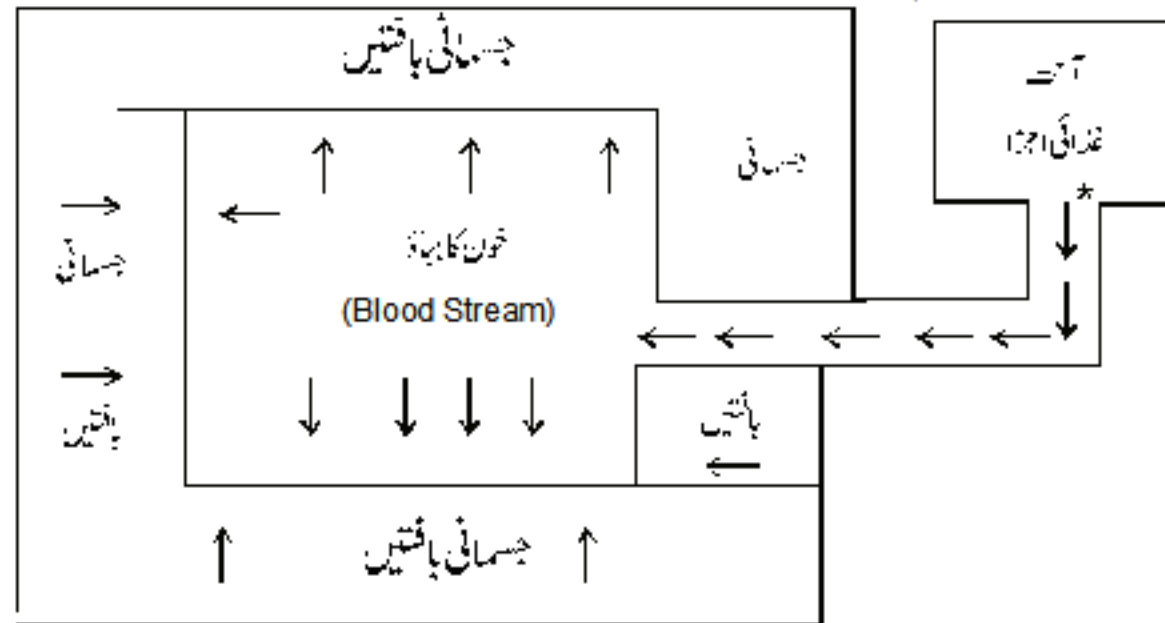 جسمانی بافتیں
آنت
غذائی اجزا
جسمانی
خون کا بہاؤ
(Blood Stream)
جسمانی
بافتیں
بافتیں
جسمانی بافتیں
*